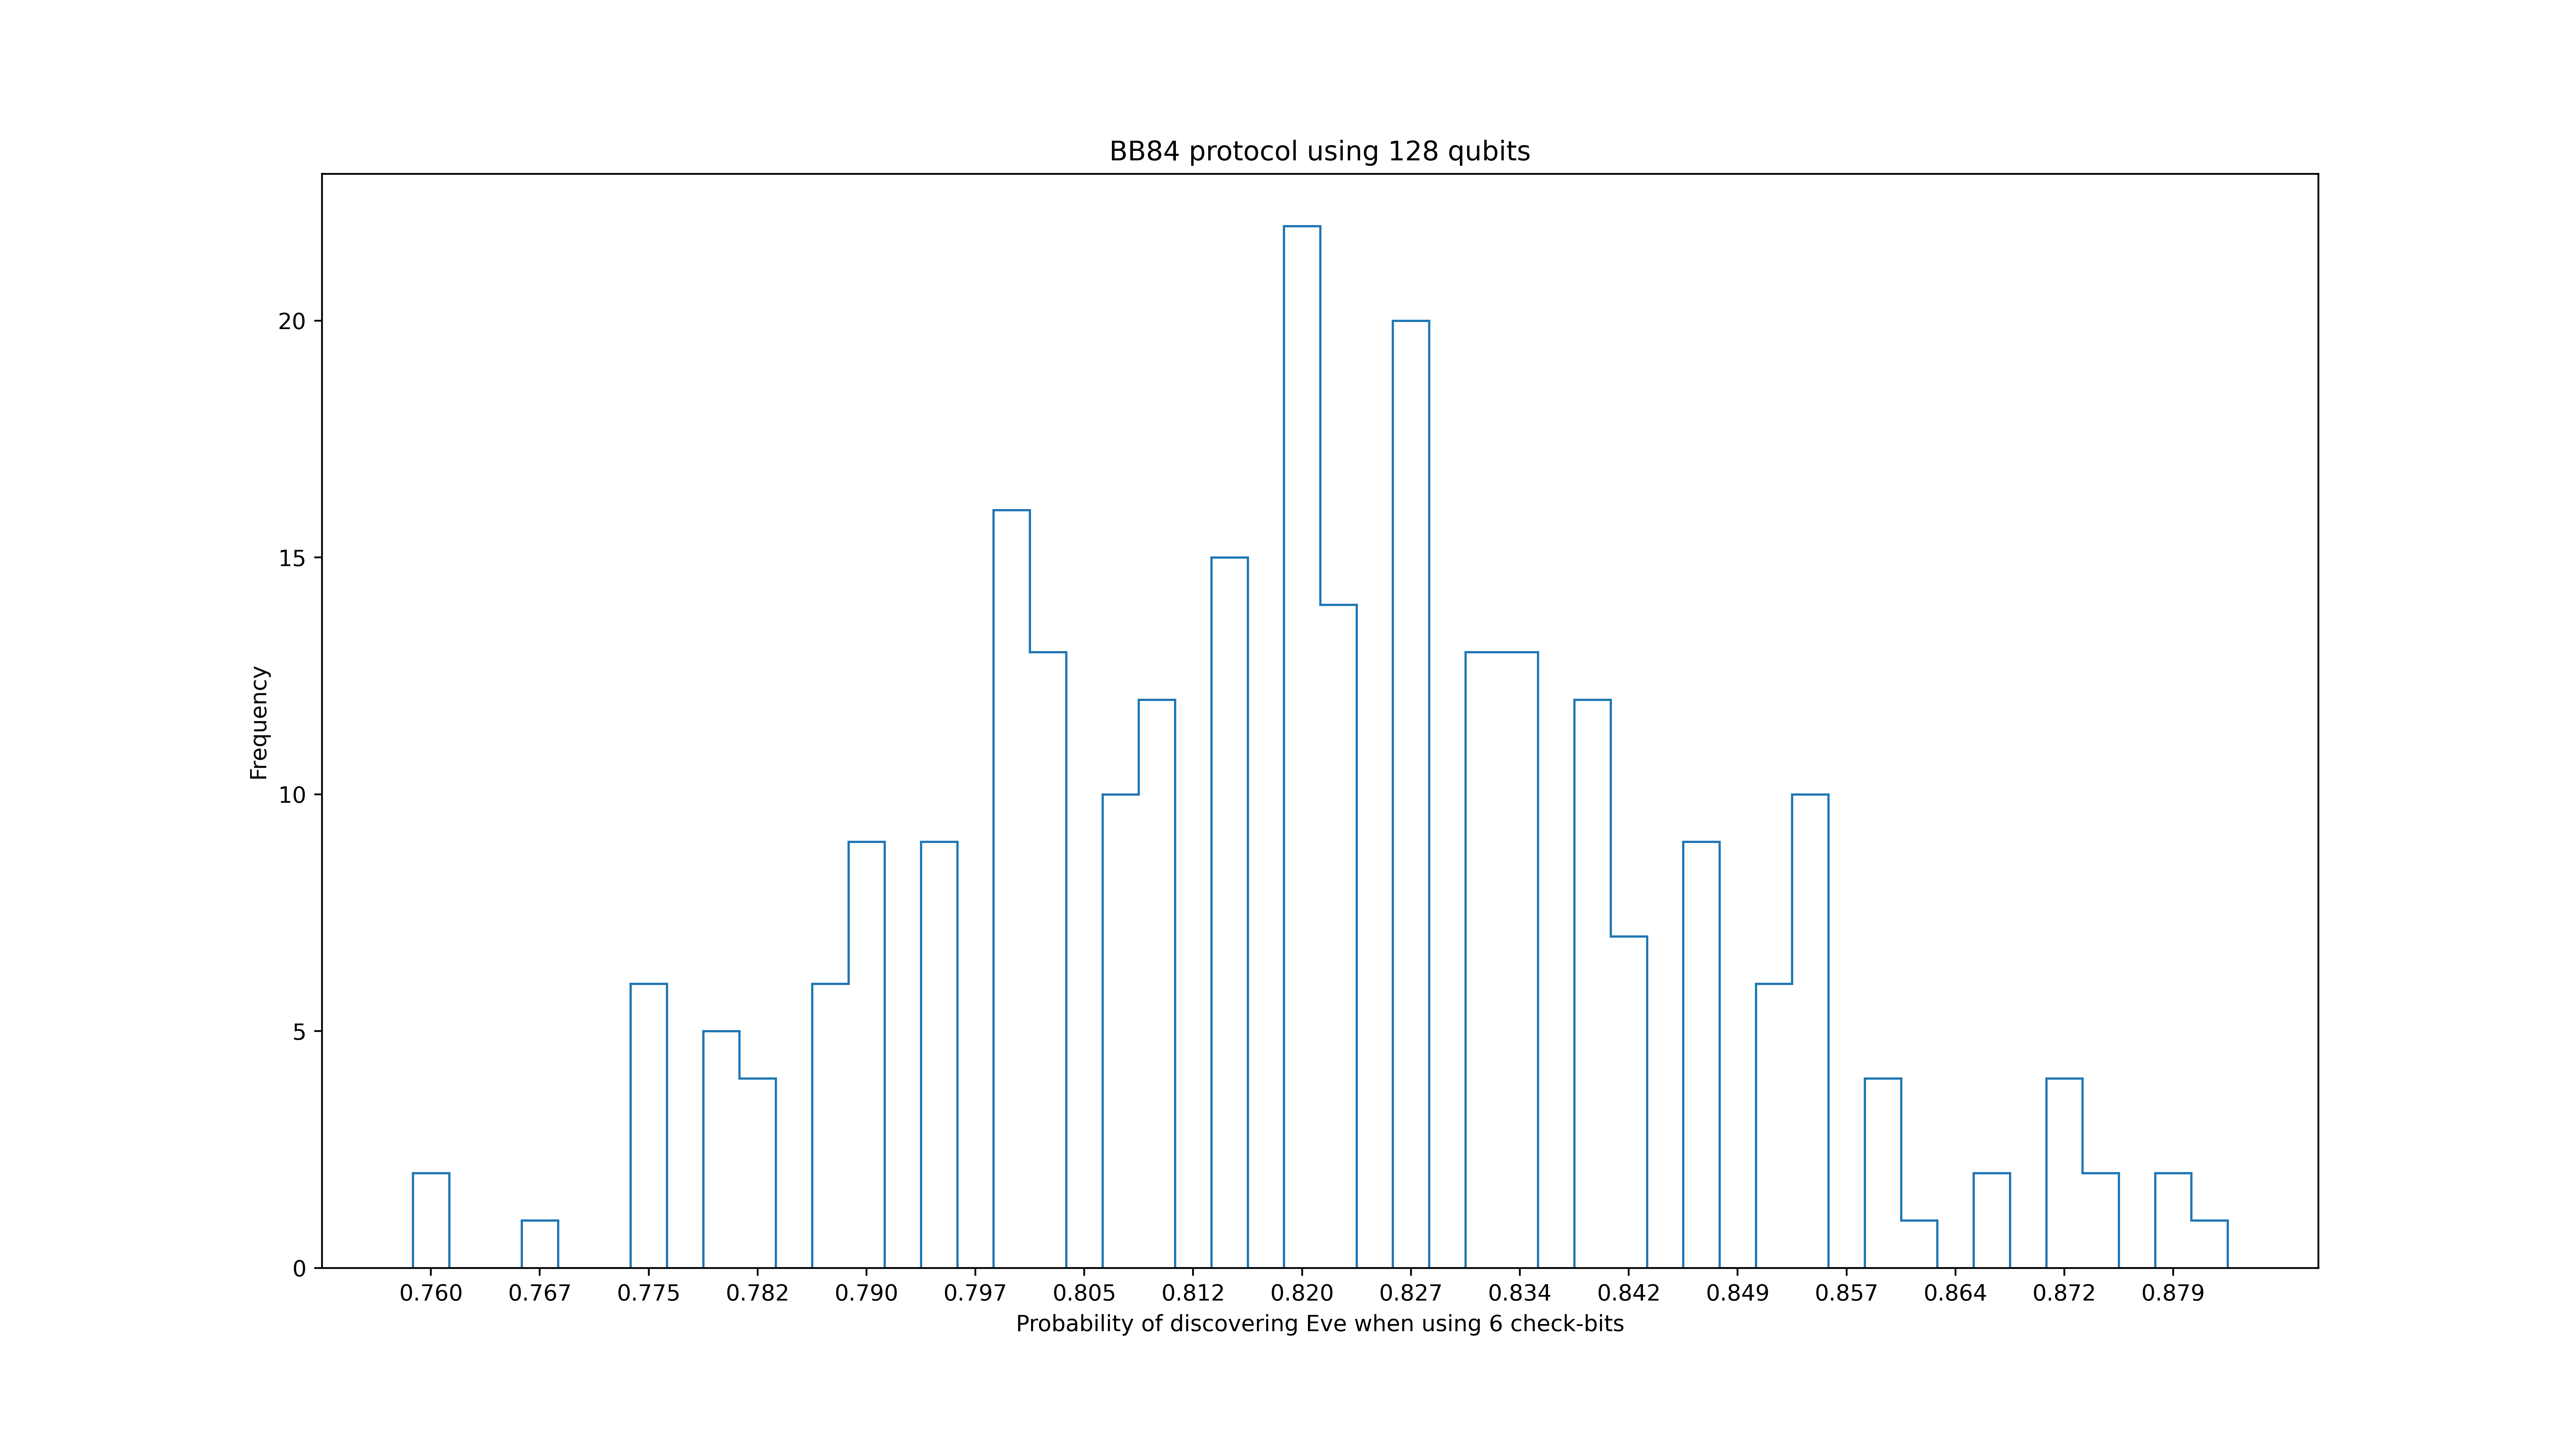 BB84 protocol using 128 qubits
Frequency
20
15
10
5
0
0.760 0.767 0.775 0.782 0.790 0.797 0.805 0.812 0.820 0.827 0.834 0.842 0.849 0.857 0.864 0.872 0.879
Probability of discovering Eve when using 6 check-bits